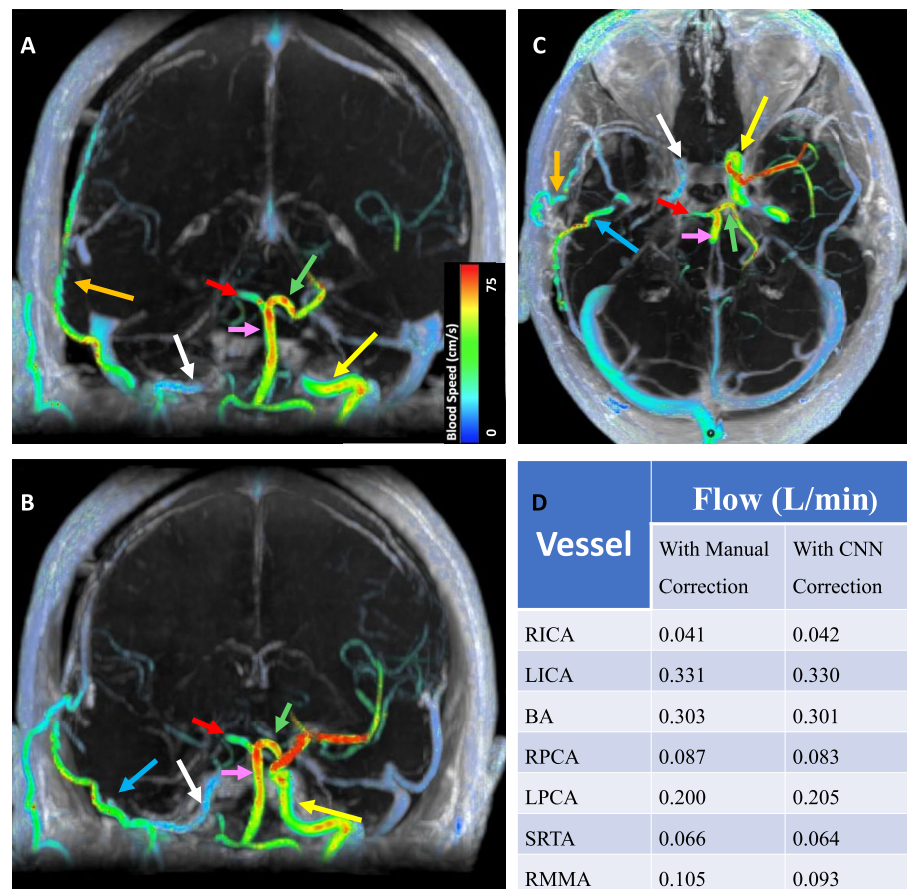 A
C
Blood Speed (cm/s)
75
0
B
D
Vessel
Flow (L/min)
With Manual Correction
With CNN Correction
RICA 0.041 0.042
LICA 0.331 0.330
BA 0.303 0.301
RPCA 0.087 0.083
LPCA 0.200 0.205
SRTA 0.066 0.064
RMMA 0.105 0.093